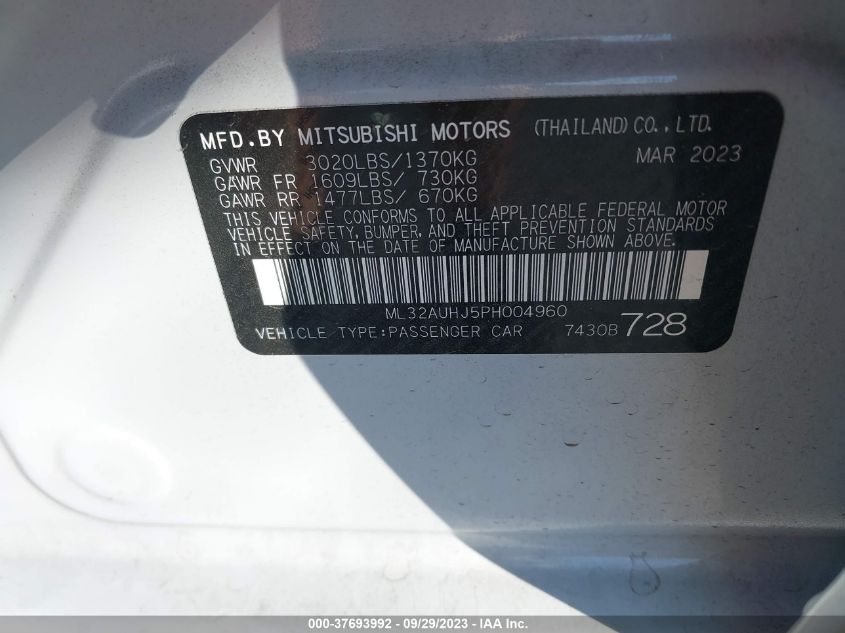 MFD.BY MITSUBISHI MOTORS (THAILAND) CO.,LTD.
GVWR 3020LBS/1370KG MAR 2023
GAWR FR 1609LBS/ 730KG
GAWR RR 1477LBS/ 670KG
THIS VEHICLE CONFORMS TO ALL APPLICABLE FEDERAL MOTOR
VEHICLE SAFETY, BUMPER, AND THEFT PREVENTION STANDARDS
IN EFFECT ON THE DATE OF MANUFACTURE SHOWN ABOVE.
ML32AUHJ5PH004960
VEHICLE TYPE:PASSENGER CAR 7430B 728
000-37693992 - 09/29/2023 - IAA Inc.